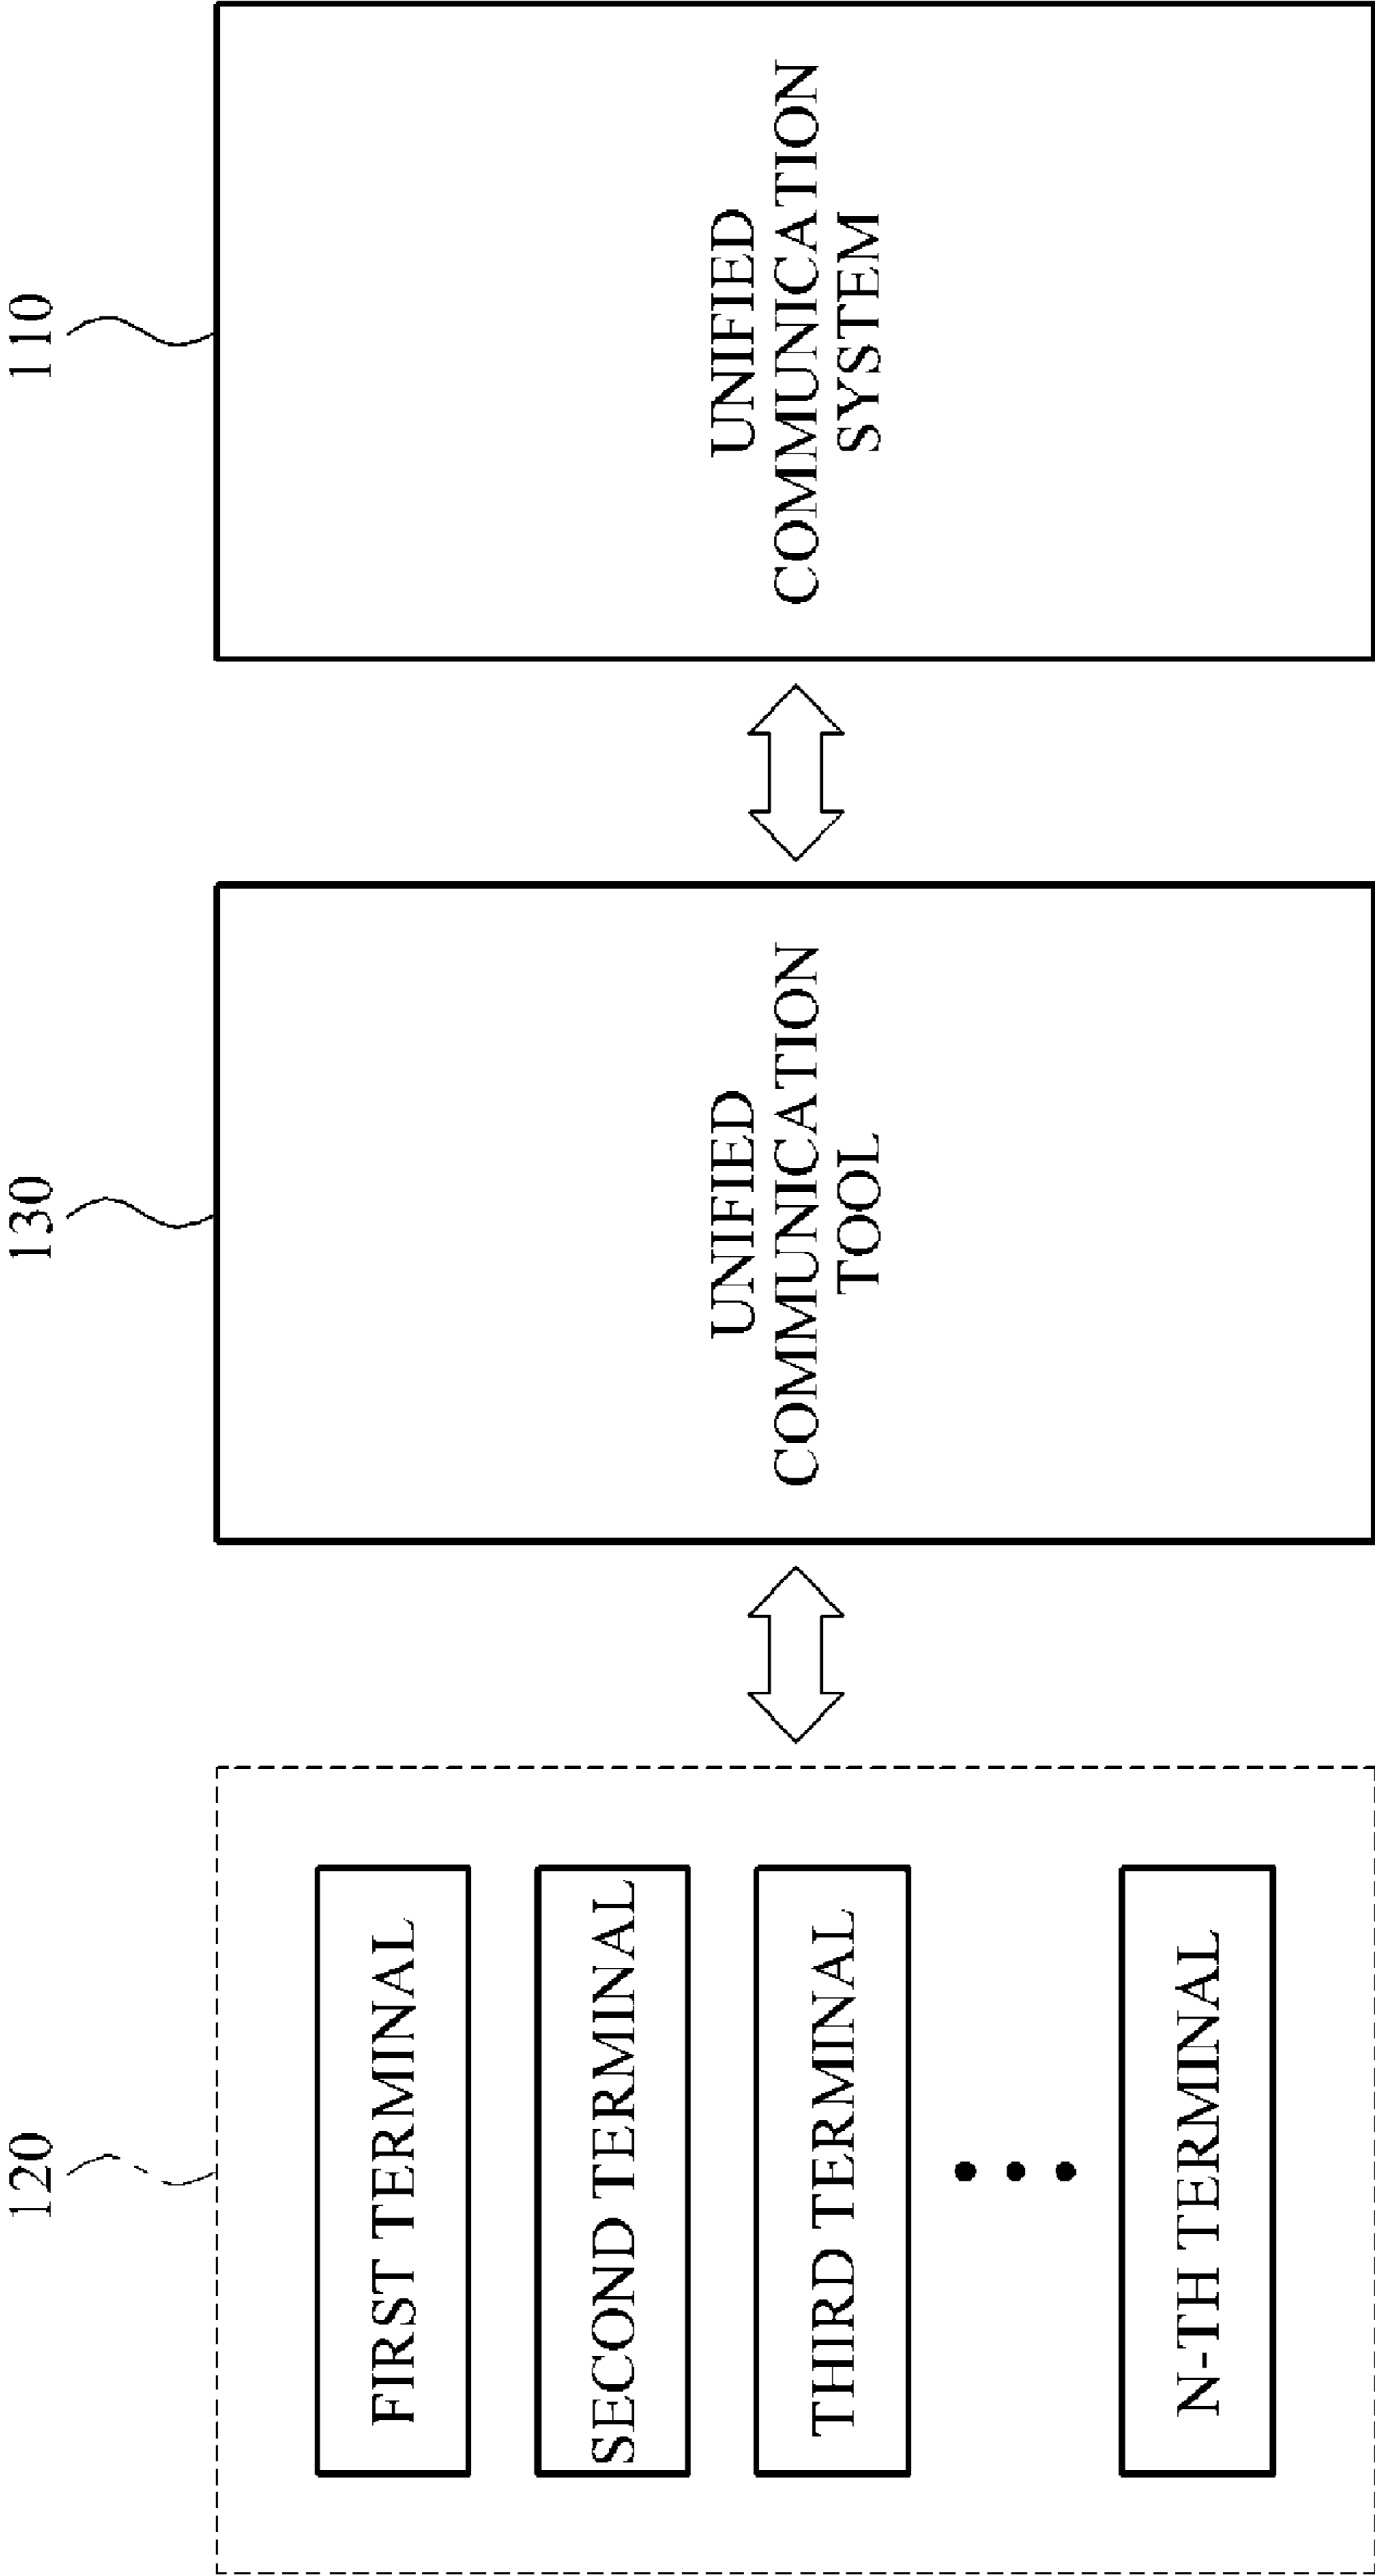 120
FIRST TERMINAL
SECOND TERMINAL
THIRD TERMINAL
N-TH TERMINAL
130
UNIFIED
COMMUNICATION
TOOL
110
UNIFIED
COMMUNICATION
SYSTEM